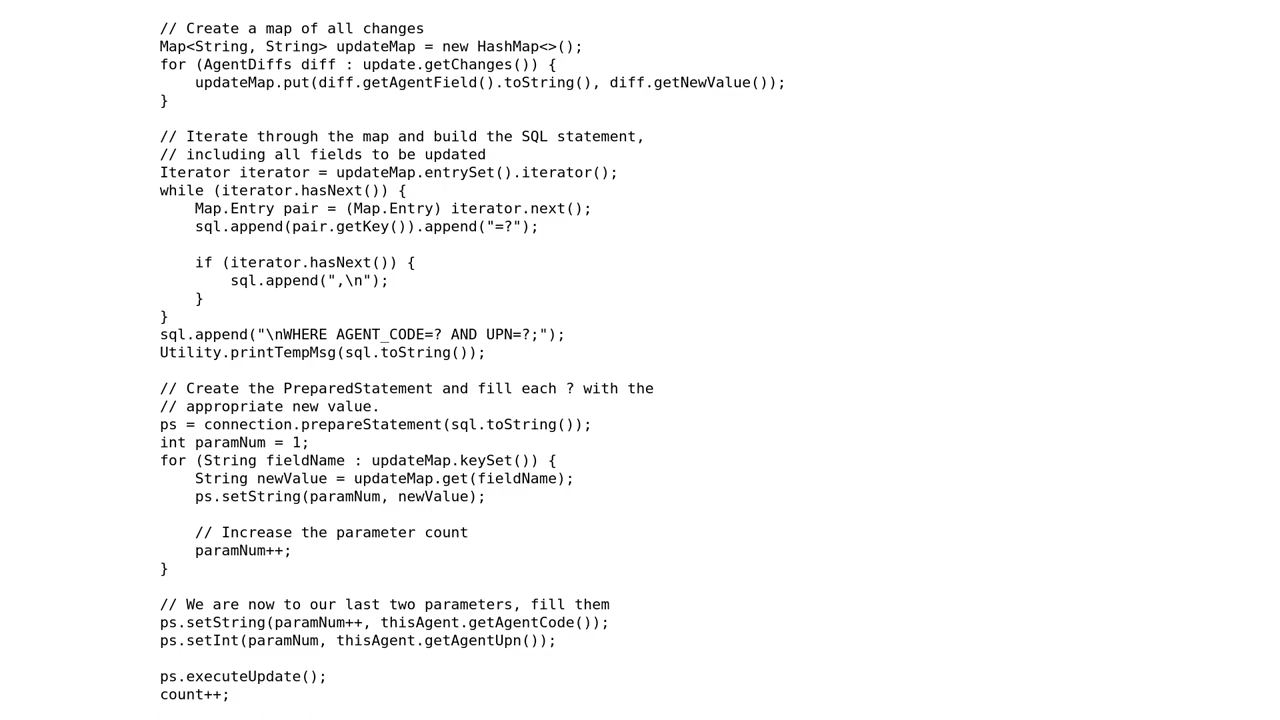 // Create a map of all changes
Map<String, String> updateMap = new HashMap<>();
for (AgentDiffs diff : update.getChanges()) {
    updateMap.put(diff.getAgentField().toString(), diff.getNewValue());
}

// Iterate through the map and build the SQL statement,
// including all fields to be updated
Iterator iterator = updateMap.entrySet().iterator();
while (iterator.hasNext()) {
    Map.Entry pair = (Map.Entry) iterator.next();
    sql.append(pair.getKey()).append("=?");

    if (iterator.hasNext()) {
        sql.append(",\n");
    }
}
sql.append("\nWHERE AGENT_CODE=? AND UPN=?;");
Utility.printTempMsg(sql.toString());

// Create the PreparedStatement and fill each ? with the
// appropriate new value.
ps = connection.prepareStatement(sql.toString());
int paramNum = 1;
for (String fieldName : updateMap.keySet()) {
    String newValue = updateMap.get(fieldName);
    ps.setString(paramNum, newValue);

    // Increase the parameter count
    paramNum++;
}

// We are now to our last two parameters, fill them
ps.setString(paramNum++, thisAgent.getAgentCode());
ps.setInt(paramNum, thisAgent.getAgentUpn());

ps.executeUpdate();
count++;